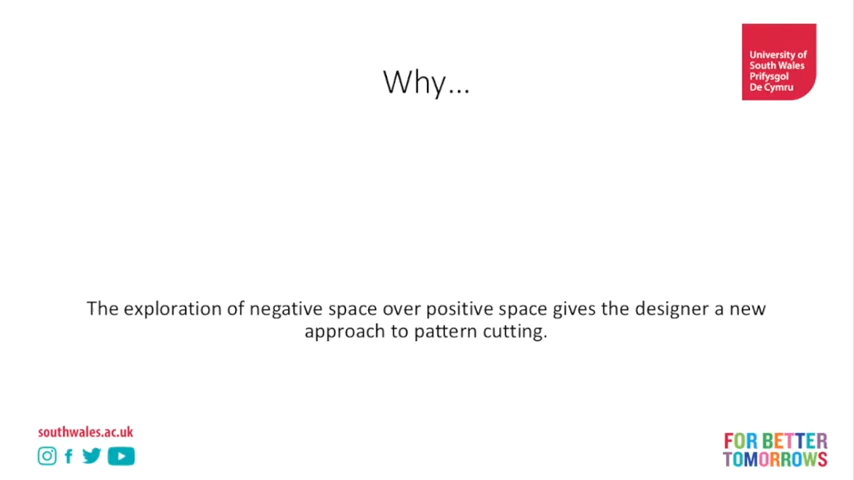 Why...
University of
South Wales
Prifysgol
De Cymru
The exploration of negative space over positive space gives the designer a new
approach to pattern cutting.
southwales.ac.uk
FOR BETTER
TOMORROWS